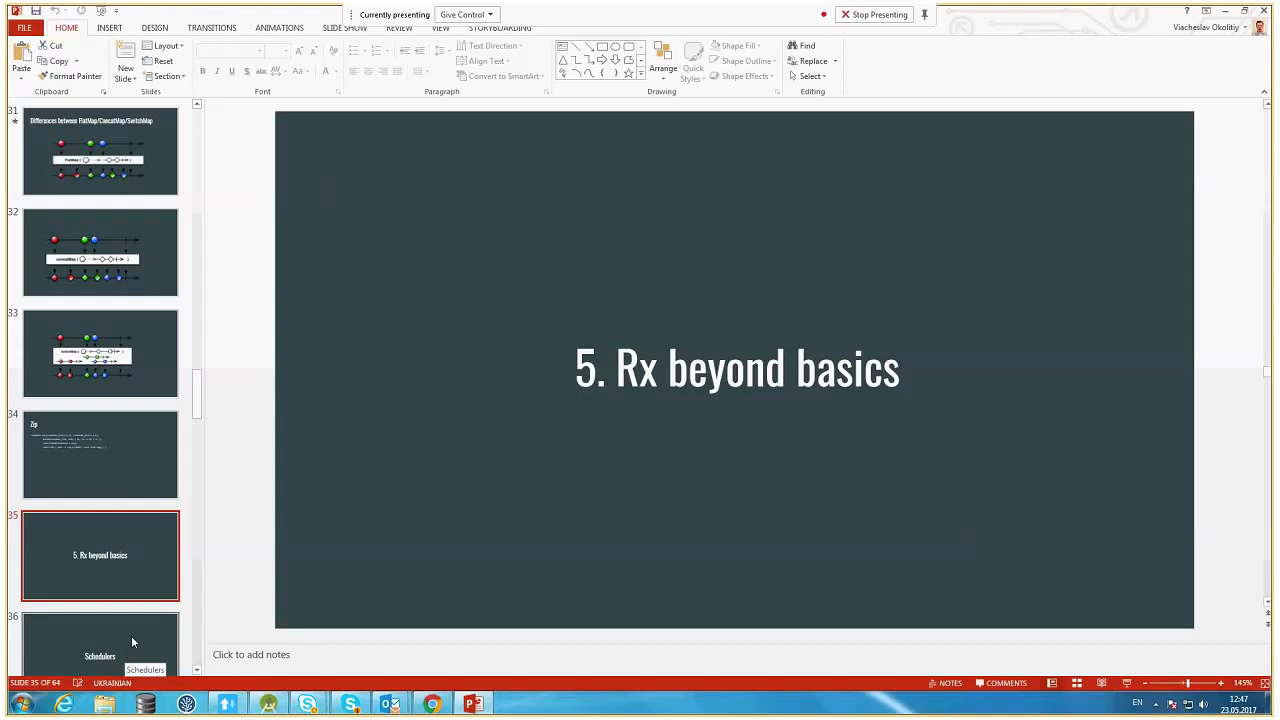 Currently presenting
Give Control
Stop Presenting
FILE
HOME
INSERT
DESIGN
TRANSITIONS
ANIMATIONS
SLIDE SHOW
REVIEW
VIEW
STORYBOARDING
Viacheslav Okolitiy
Paste
Cut
Copy
Format Painter
Clipboard
New
Slide
Layout
Reset
Section
Slides
Font
Text Direction
Align Text
Convert to SmartArt
Paragraph
Arrange
Quick
Styles
Shape Fill
Shape Outline
Shape Effects
Drawing
Find
Replace
Select
Editing
31
Differences between FlatMap/ConcatMap/SwitchMap
32
33
34
Zip
35
5. Rx beyond basics
36
Schedulers
Schedulers
5. Rx beyond basics
Click to add notes
SLIDE 35 OF 64
UKRAINIAN
NOTES
COMMENTS
145%
EN
12:47
23.05.2017